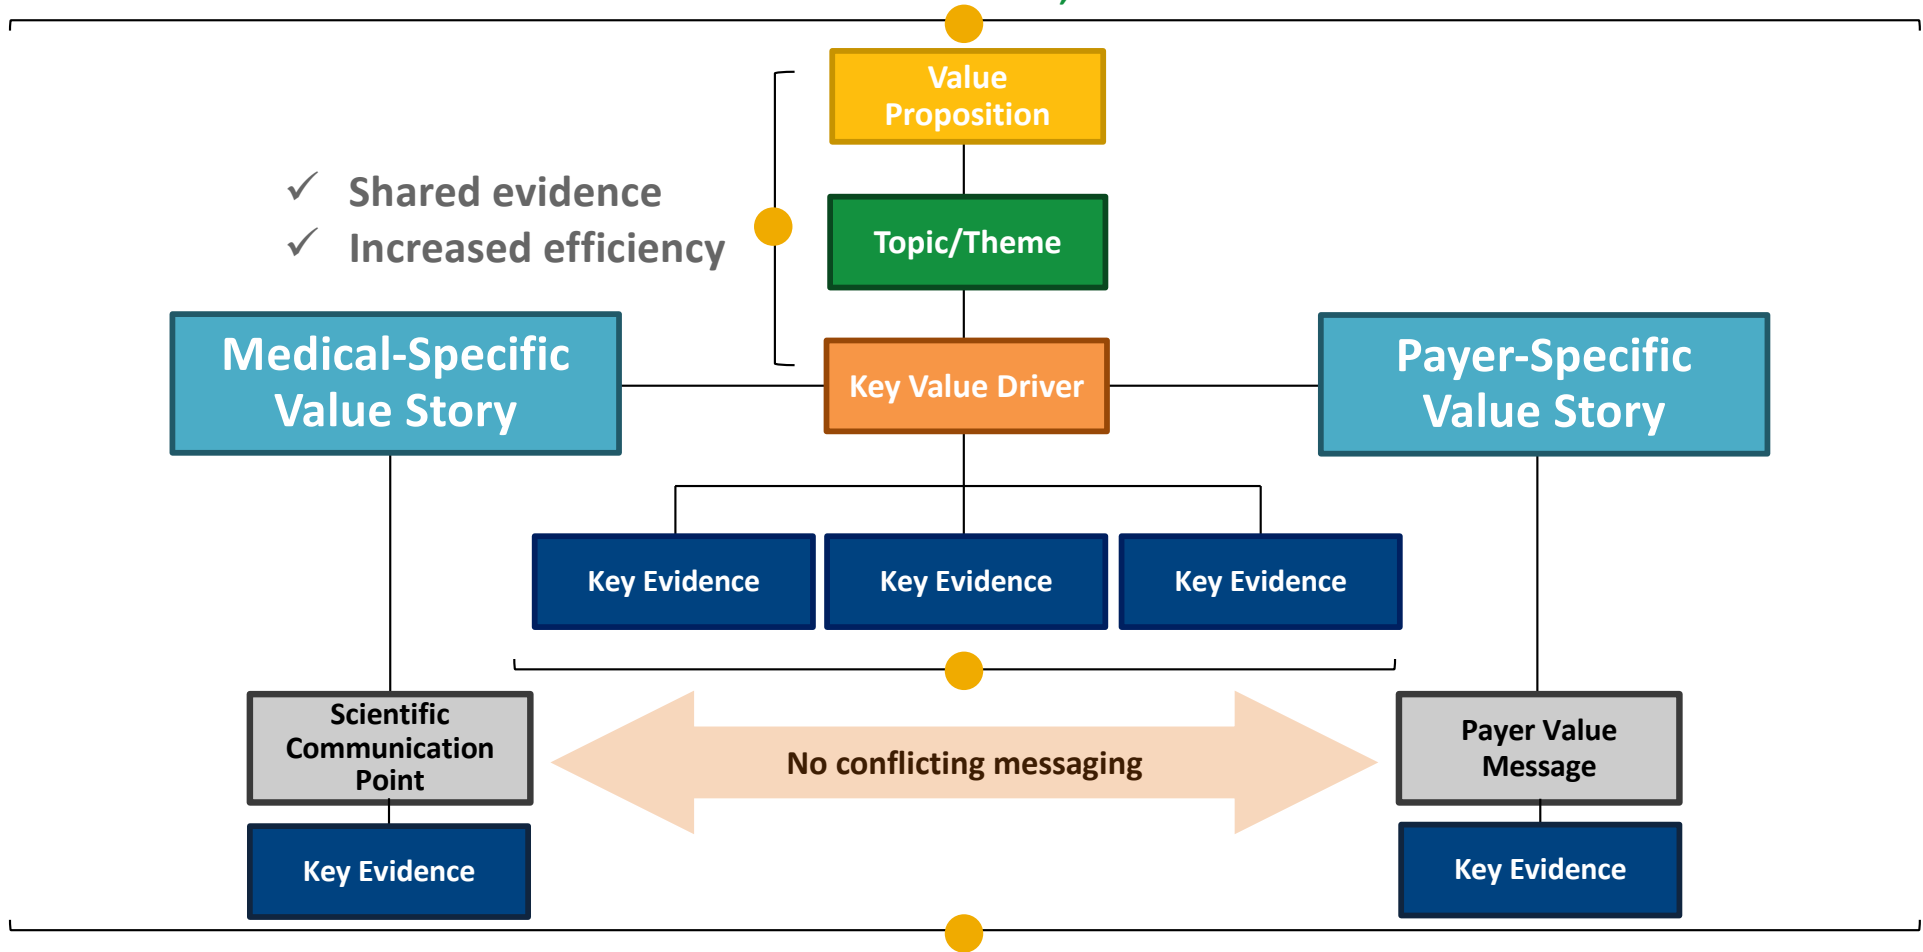 Value
Proposition
✓ Shared evidence
✓ Increased efficiency
Topic/Theme
Medical-Specific
Value Story
Key Value Driver
Payer-Specific
Value Story
Key Evidence
Key Evidence
Key Evidence
Scientific
Communication
Point
No conflicting messaging
Payer Value
Message
Key Evidence
Key Evidence